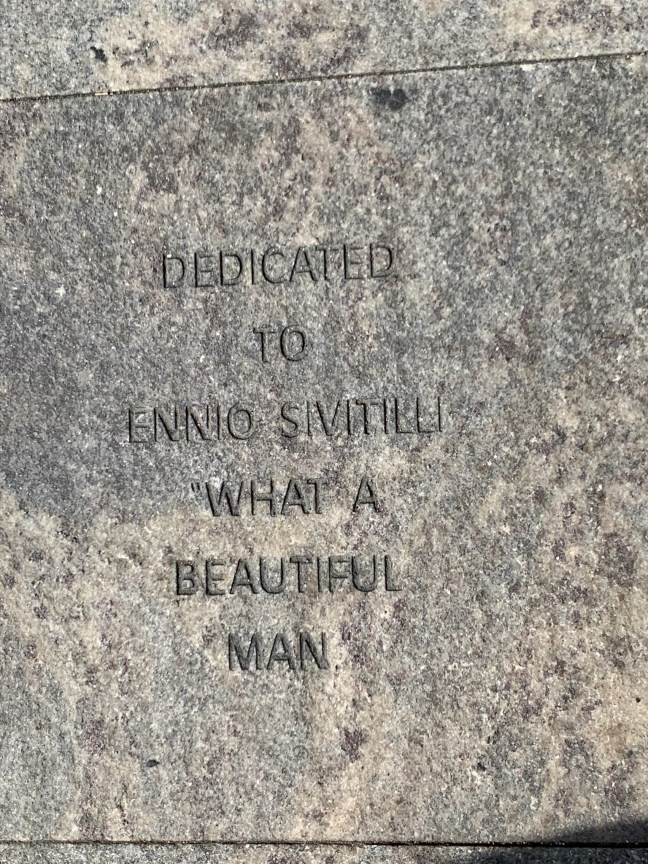 DEDICATED
TO
ENNIO SIVITILLI
"WHAT A
BEAUTIFUL
MAN"